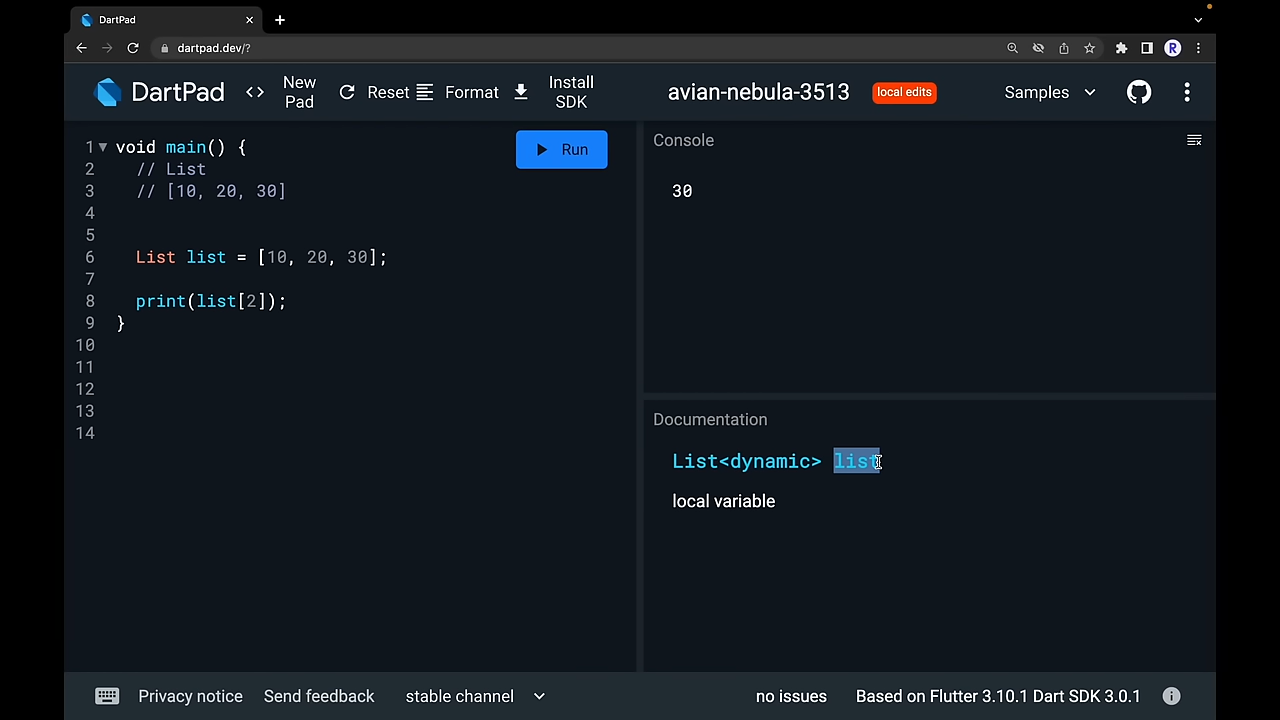 DartPad
dartpad.dev/?
R
DartPad
New Pad
Reset
Format
Install SDK
avian-nebula-3513
local edits
Samples
1 void main() {
2 // List
3 // [10, 20, 30]
4
5
6 List list = [10, 20, 30];
7
8 print(list[2]);
9 }
10
11
12
13
14
Run
Console
30
Documentation
List<dynamic> list
local variable
Privacy notice
Send feedback
stable channel
no issues
Based on Flutter 3.10.1 Dart SDK 3.0.1